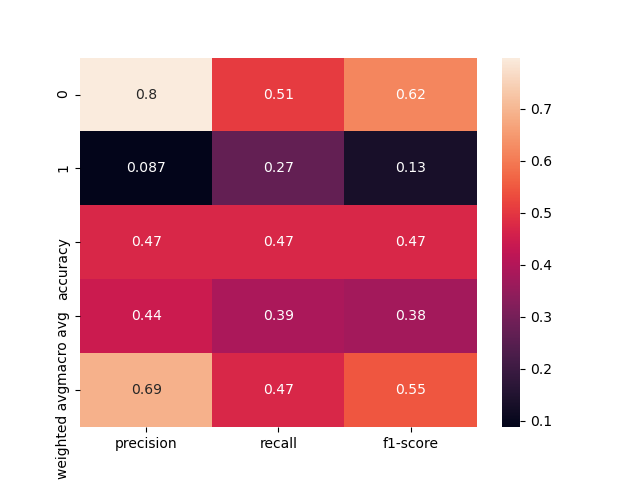 0 0.8 0.51 0.62
1 0.087 0.27 0.13
accuracy 0.47 0.47 0.47
macro avg 0.44 0.39 0.38
weighted avg 0.69 0.47 0.55
precision recall f1-score
0.7
0.6
0.5
0.4
0.3
0.2
0.1